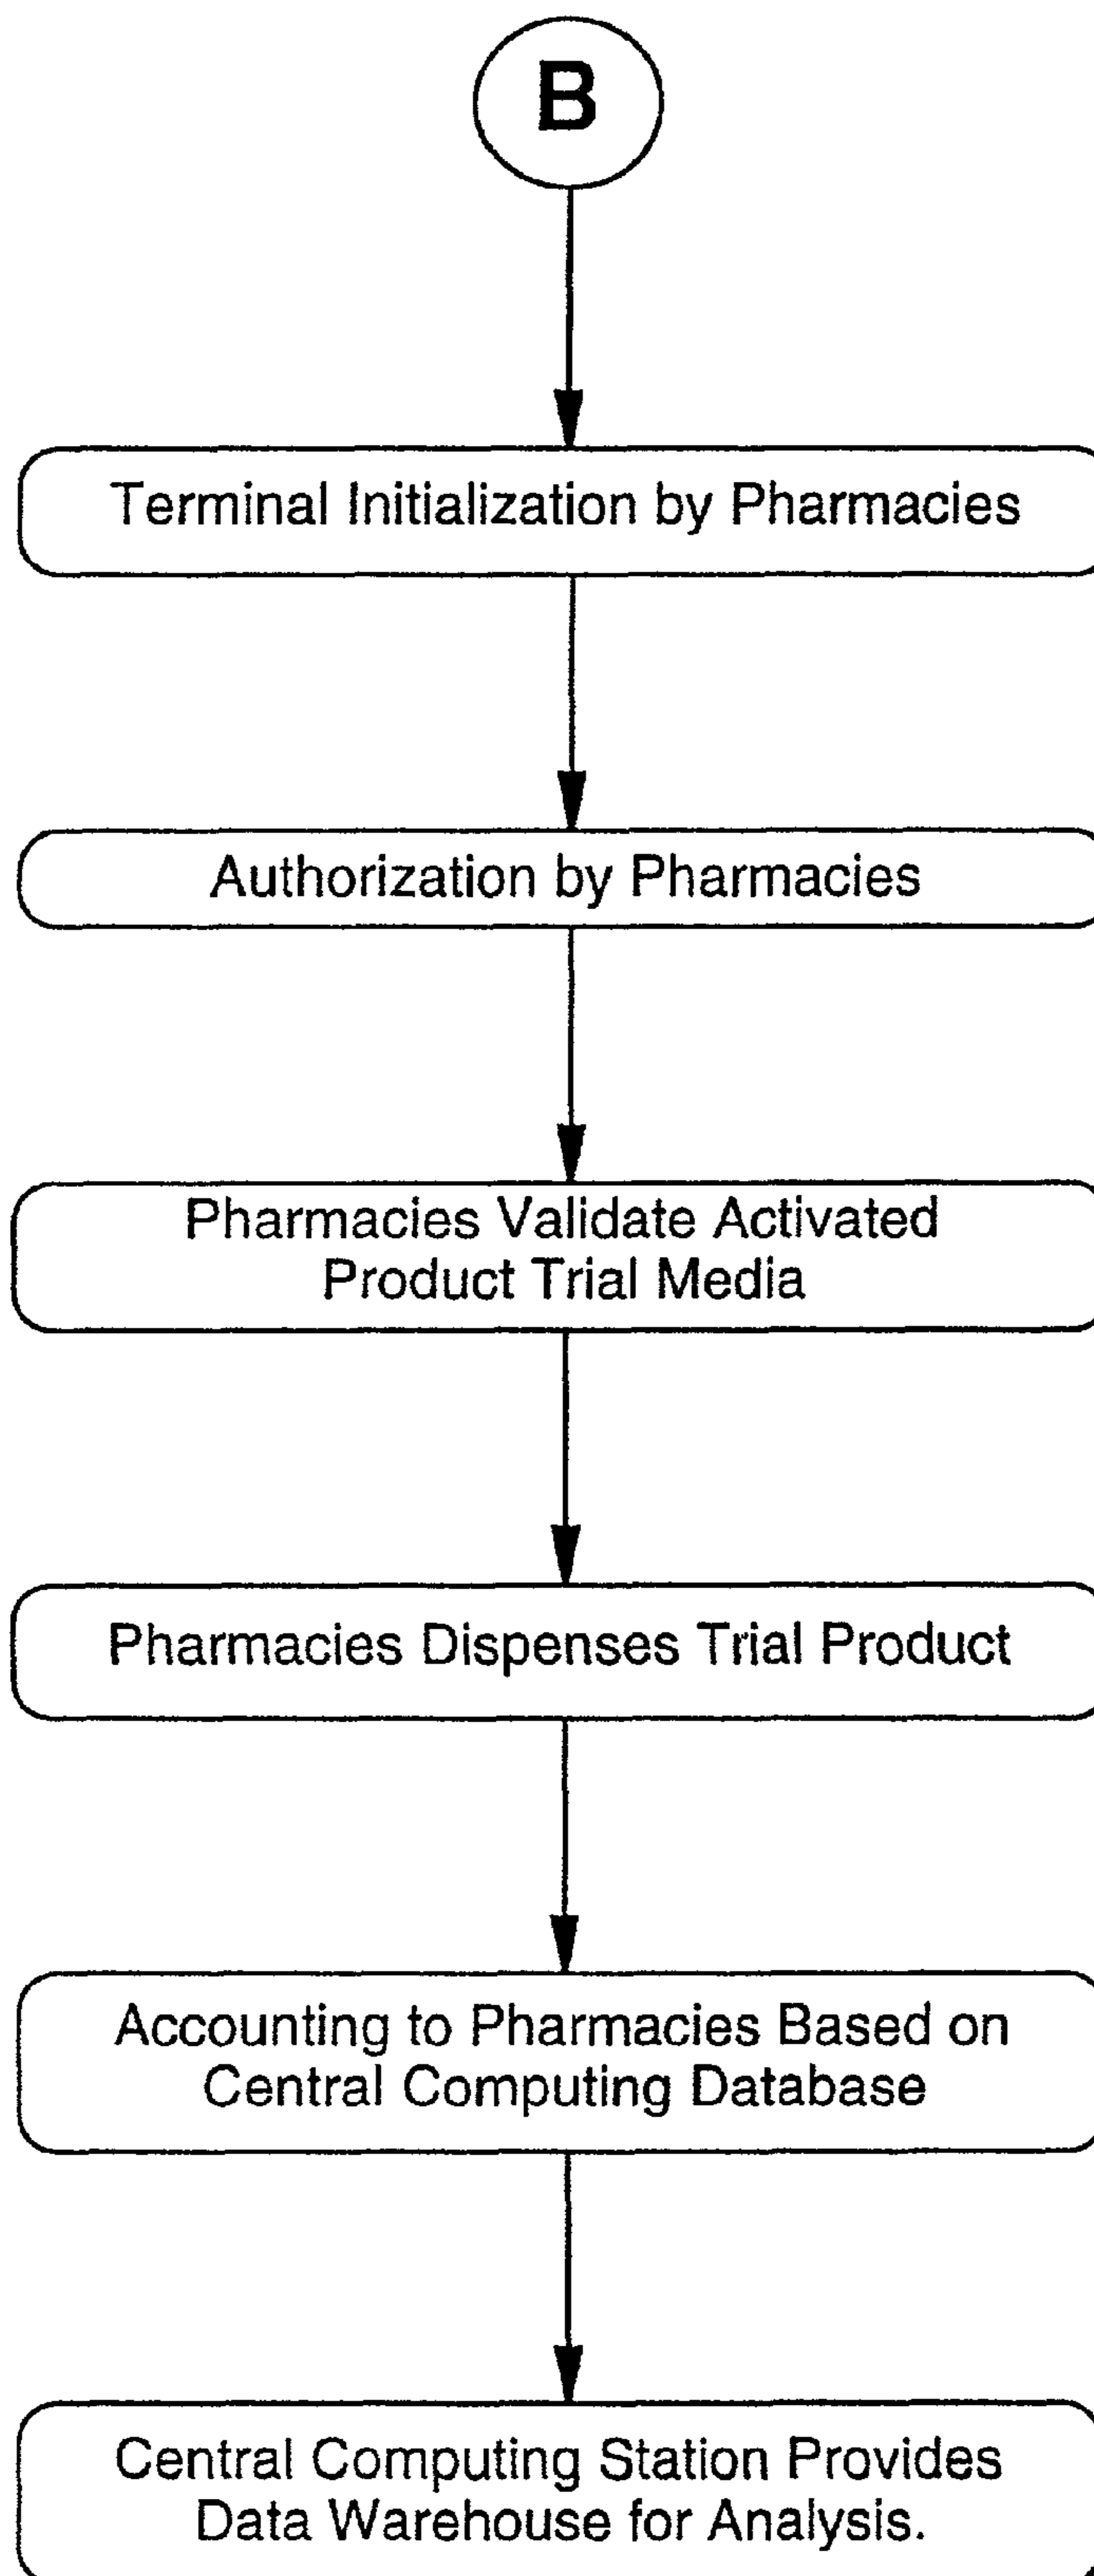 B
Terminal Initialization by Pharmacies
Authorization by Pharmacies
Pharmacies Validate Activated
Product Trial Media
Pharmacies Dispenses Trial Product
Accounting to Pharmacies Based on
Central Computing Database
Central Computing Station Provides
Data Warehouse for Analysis.